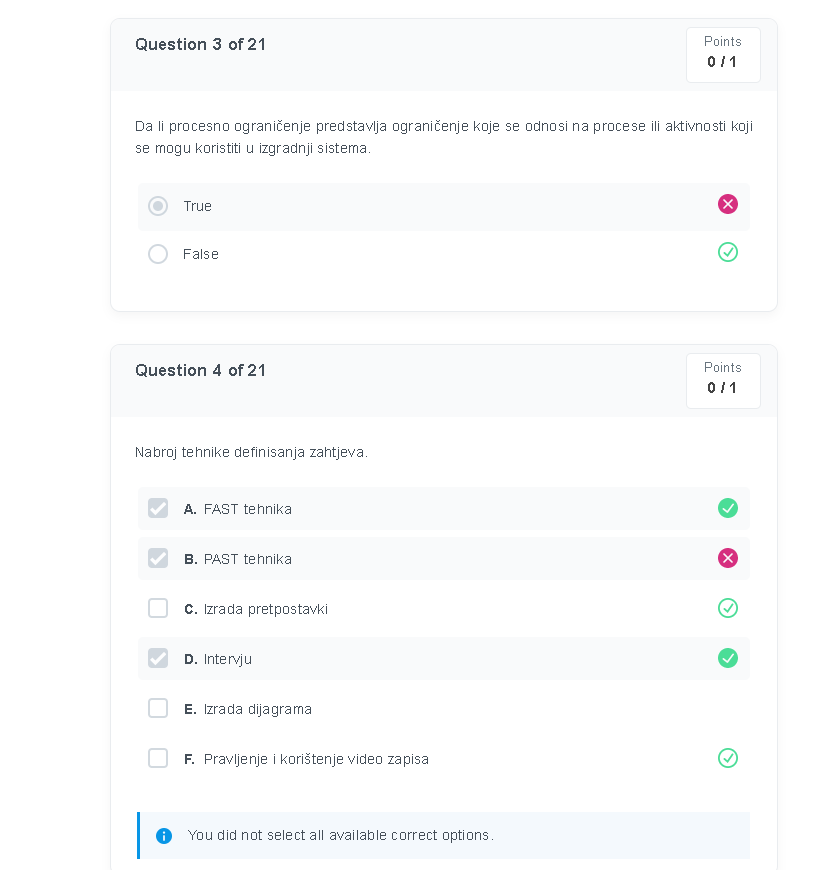 Question 3 of 21
Points
0 / 1
Da li procesno ograničenje predstavlja ograničenje koje se odnosi na procese ili aktivnosti koji
se mogu koristiti u izgradnji sistema.
True
False
Question 4 of 21
Points
0 / 1
Nabroj tehnike definisanja zahtjeva.
A. FAST tehnika
B. PAST tehnika
C. Izrada pretpostavki
D. Intervju
E. Izrada dijagrama
F. Pravljenje i korištenje video zapisa
You did not select all available correct options.